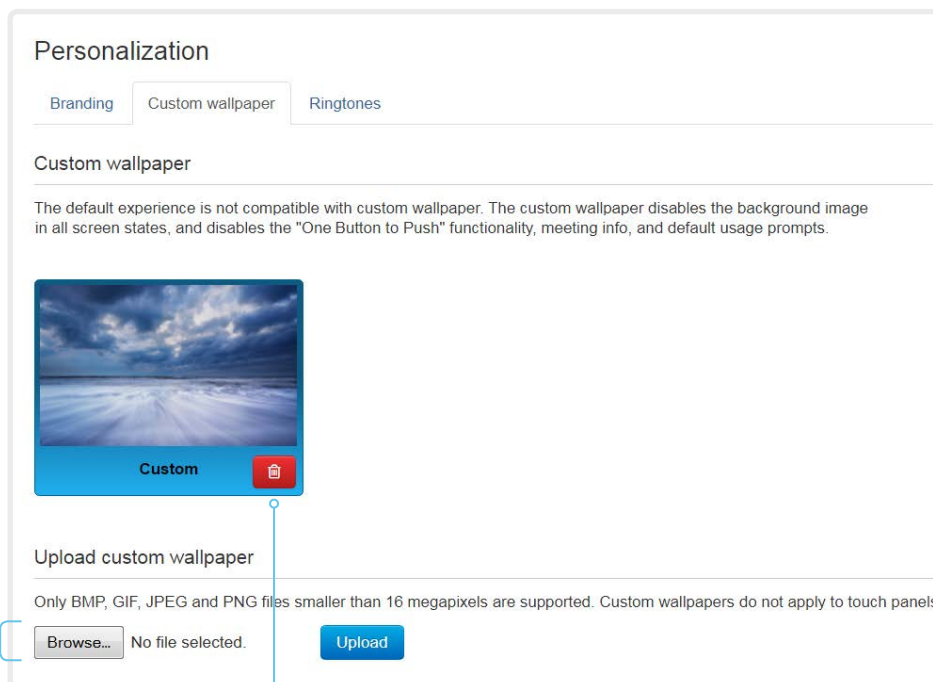 Personalization
Branding Custom wallpaper Ringtones
Custom wallpaper
The default experience is not compatible with custom wallpaper. The custom wallpaper disables the background image
in all screen states, and disables the "One Button to Push" functionality, meeting info, and default usage prompts.
Custom
Upload custom wallpaper
Only BMP, GIF, JPEG and PNG files smaller than 16 megapixels are supported. Custom wallpapers do not apply to touch panels
Browse... No file selected. Upload